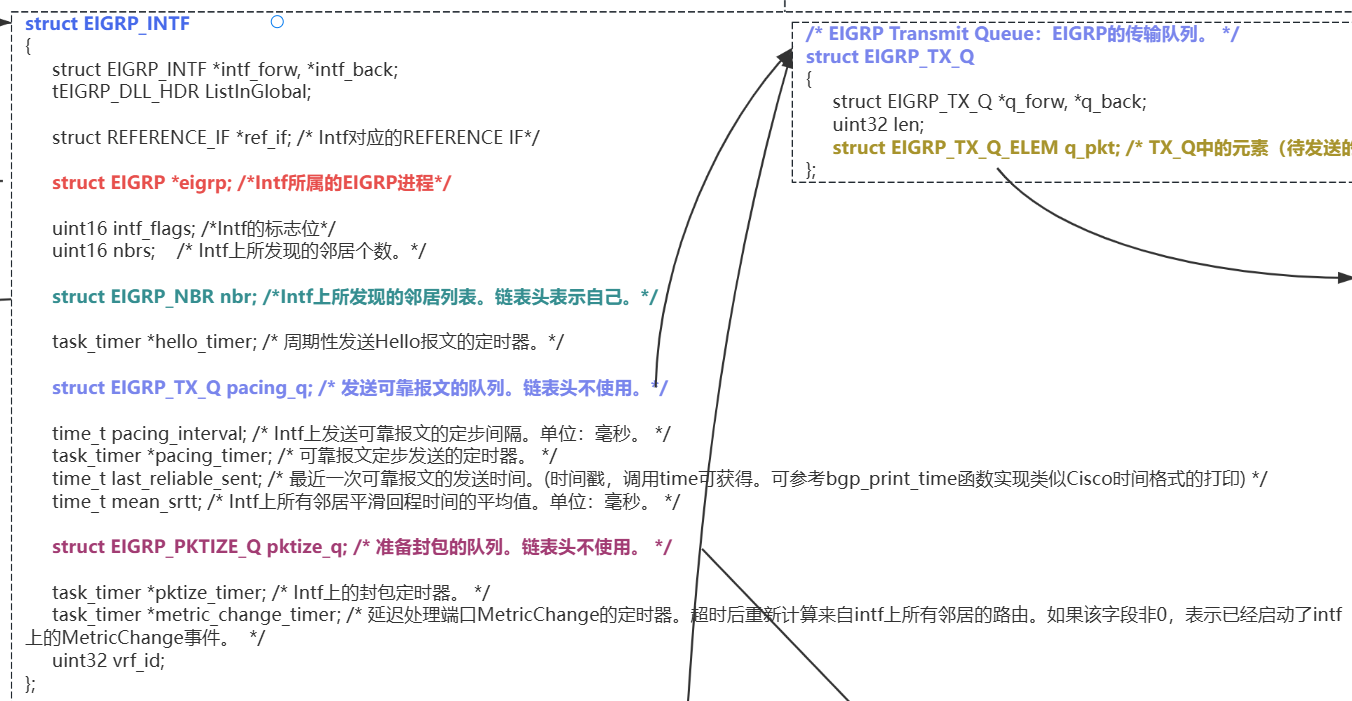 struct EIGRP_INTF
{
struct EIGRP_INTF *intf_forw, *intf_back;
tEIGRP_DLL_HDR ListInGlobal;
struct REFERENCE_IF *ref_if; /* Intf对应的REFERENCE IF*/
struct EIGRP *eigrp; /*Intf所属的EIGRP进程*/
uint16 intf_flags; /*Intf的标志位*/
uint16 nbrs; /* Intf上所发现的邻居个数。*/
struct EIGRP_NBR nbr; /*Intf上所发现的邻居列表。链表头表示自己。*/
task_timer *hello_timer; /* 周期性发送Hello报文的定时器。*/
struct EIGRP_TX_Q pacing_q; /* 发送可靠报文的队列。链表头不使用。*/
time_t pacing_interval; /* Intf上发送可靠报文的定步间隔。单位：毫秒。 */
task_timer *pacing_timer; /* 可靠报文定步发送的定时器。 */
time_t last_reliable_sent; /* 最近一次可靠报文的发送时间。(时间戳，调用time可获得。可参考bgp_print_time函数实现类似Cisco时间格式的打印) */
time_t mean_srtt; /* Intf上所有邻居平滑回程时间的平均值。单位：毫秒。 */
struct EIGRP_PKTIZE_Q pktize_q; /* 准备封包的队列。链表头不使用。 */
task_timer *pktize_timer; /* Intf上的封包定时器。 */
task_timer *metric_change_timer; /* 延迟处理端口MetricChange的定时器。超时后重新计算来自intf上所有邻居的路由。如果该字段非0，表示已经启动了intf
上的MetricChange事件。 */
uint32 vrf_id;
};
/* EIGRP Transmit Queue：EIGRP的传输队列。 */
struct EIGRP_TX_Q
{
struct EIGRP_TX_Q *q_forw, *q_back;
uint32 len;
struct EIGRP_TX_Q_ELEM q_pkt; /* TX_Q中的元素（待发送的
};